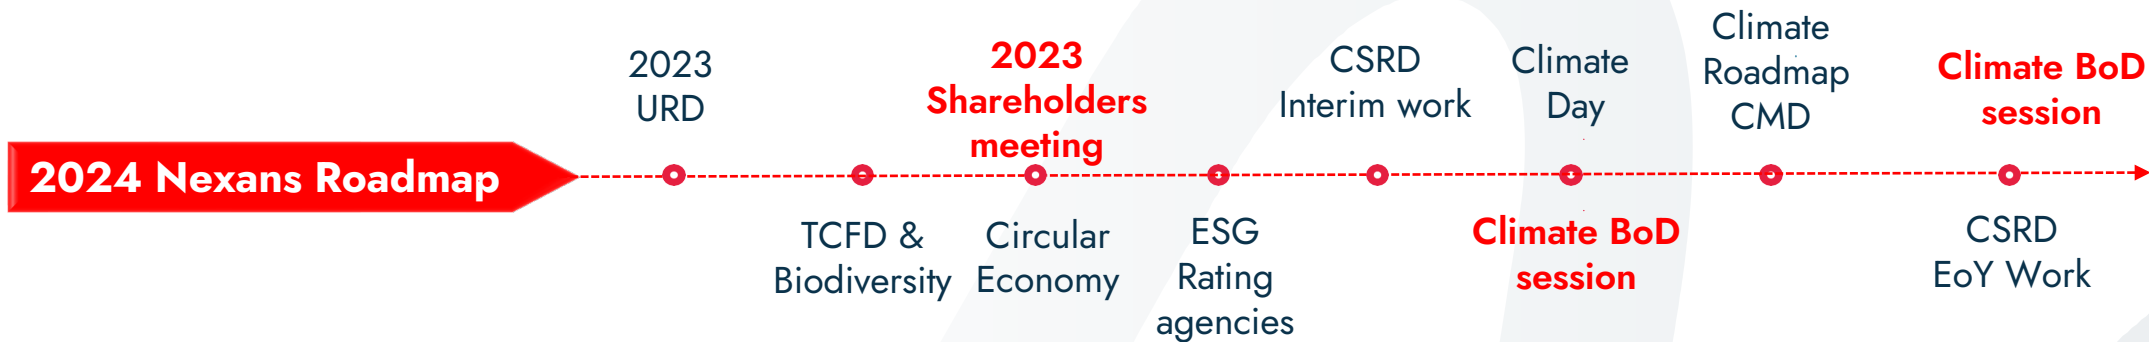 2024 Nexans Roadmap
2023
URD
TCFD &
Biodiversity
2023
Shareholders
meeting
Circular
Economy
ESG
Rating
agencies
CSRD
Interim work
Climate
Day
Climate BoD
session
Climate
Roadmap
CMD
Climate BoD
session
CSRD
EoY Work